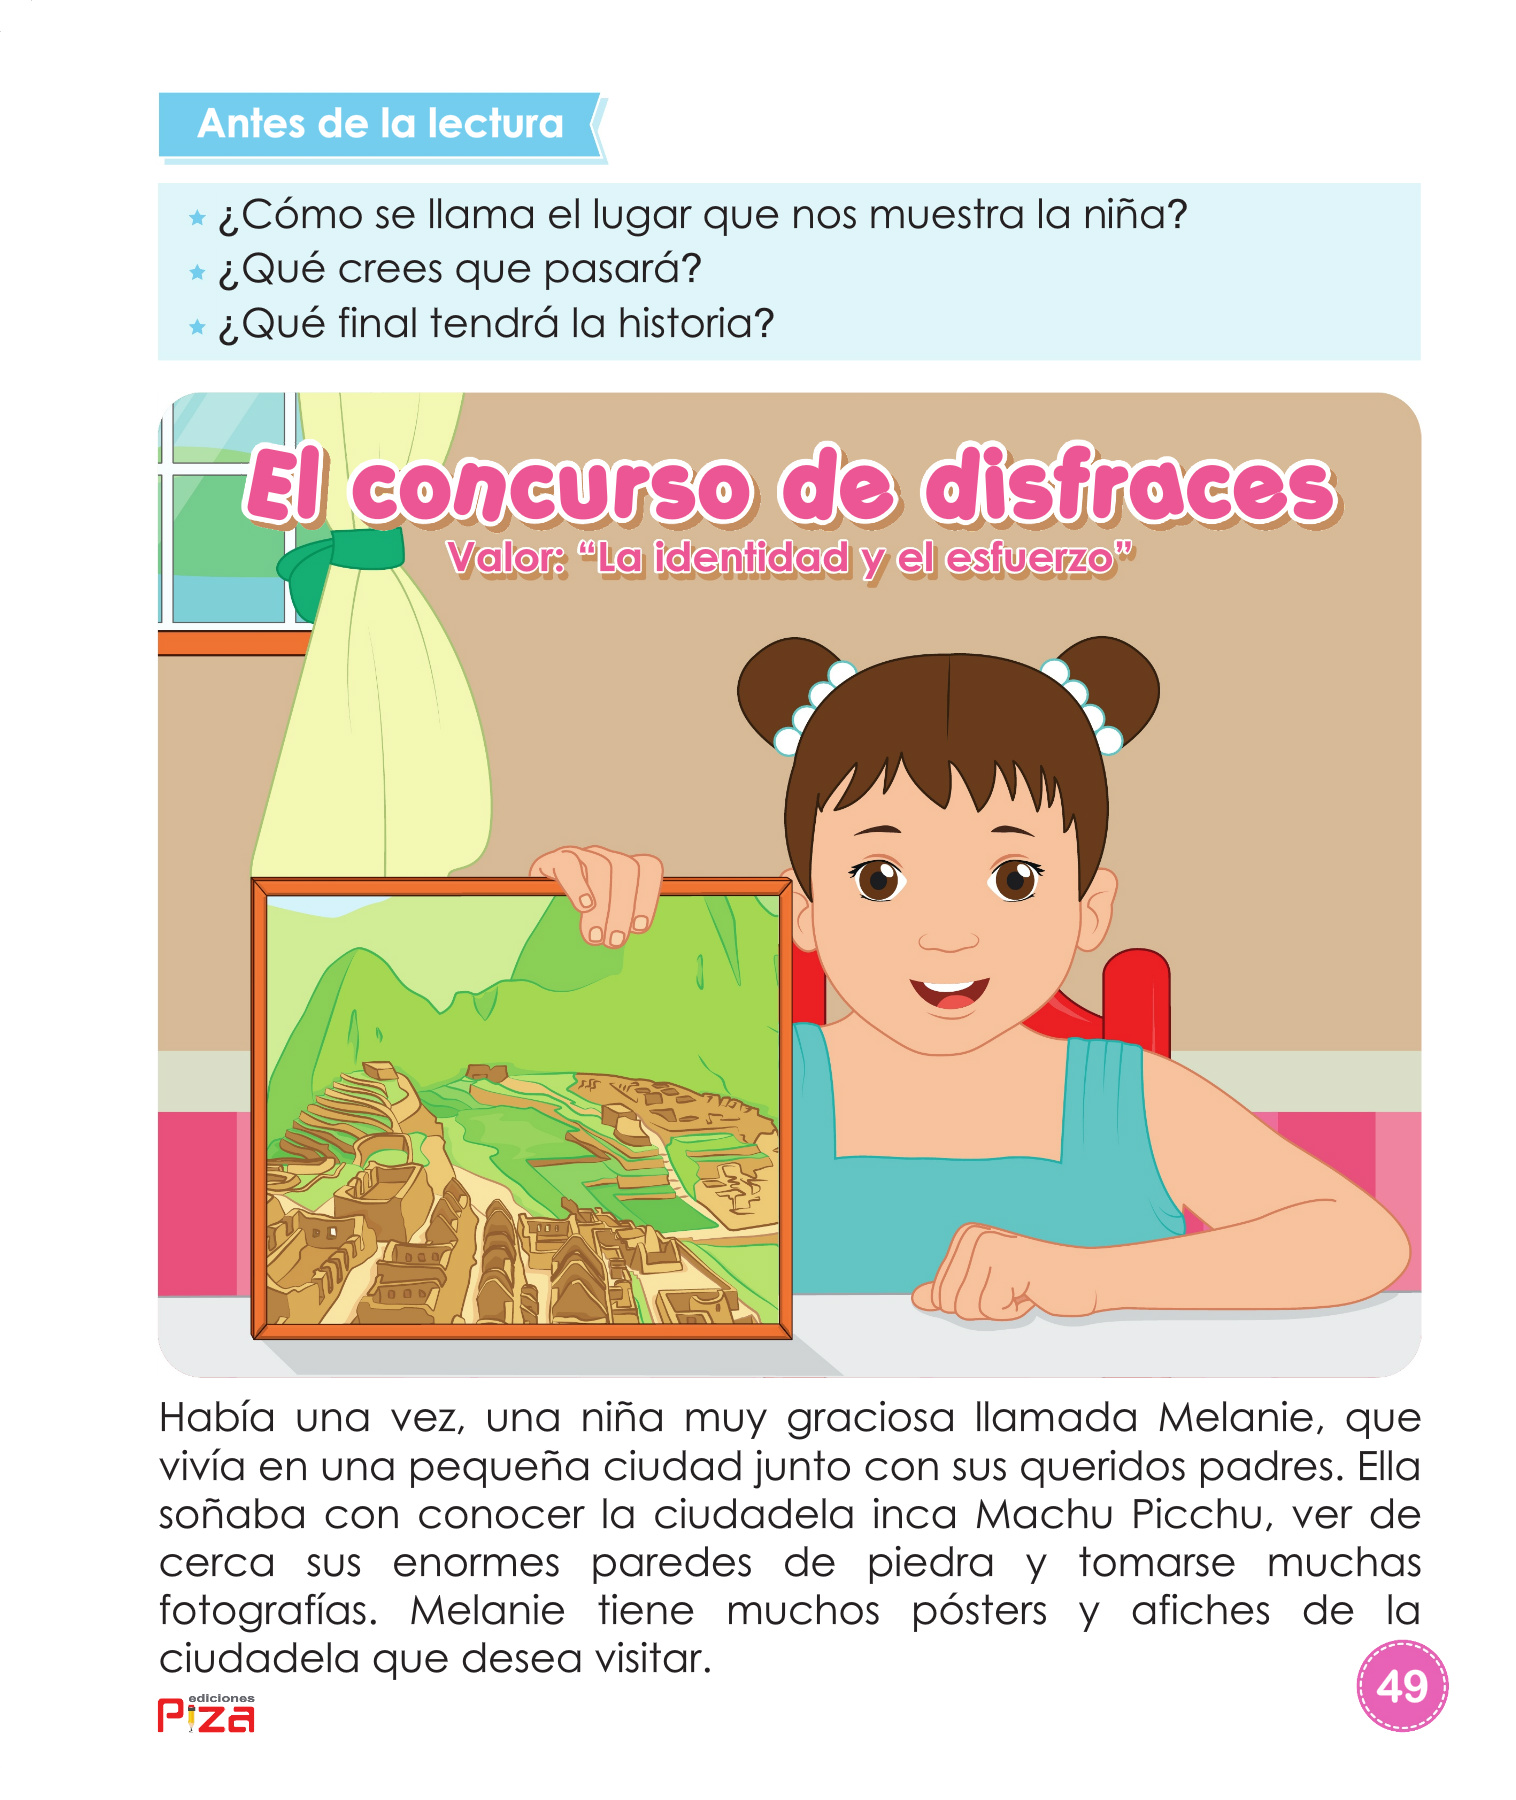 Antes de la lectura
¿Cómo se llama el lugar que nos muestra la niña?
¿Qué crees que pasará?
¿Qué final tendrá la historia?
El concurso de disfraces
Valor: “La identidad y el esfuerzo”
Había una vez, una niña muy graciosa llamada Melanie, que
vivía en una pequeña ciudad junto con sus queridos padres. Ella
soñaba con conocer la ciudadela inca Machu Picchu, ver de
cerca sus enormes paredes de piedra y tomarse muchas
fotografías. Melanie tiene muchos pósters y afiches de la
ciudadela que desea visitar.
ediciones
Piza
49